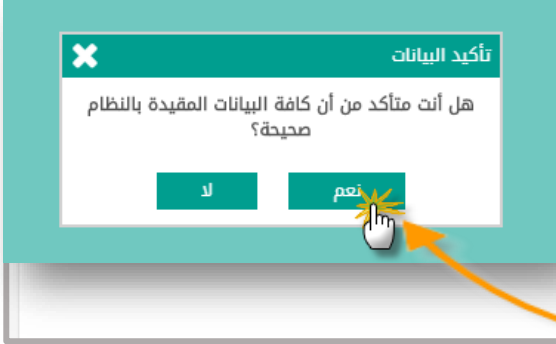 تأكيد البيانات
هل أنت متأكد من أن كافة البيانات المقيدة بالنظام
صحيحة؟
نعم
لا